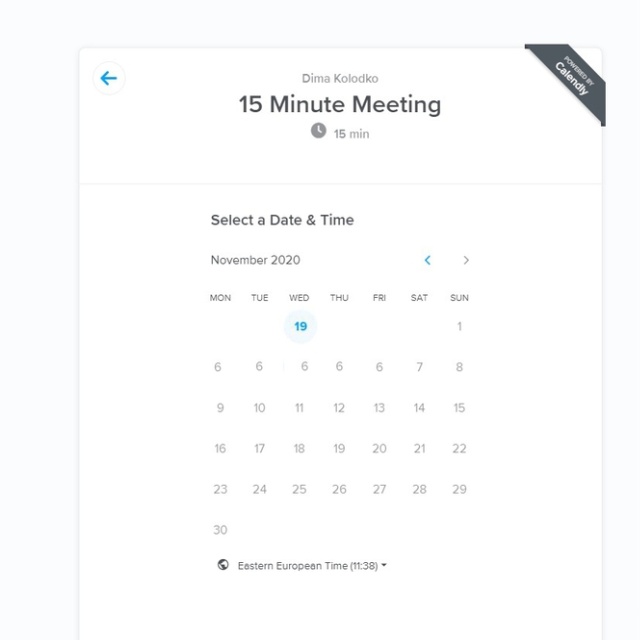 POWERED BY
Calendly
Dima Kolodko
15 Minute Meeting
15 min
Select a Date & Time
November 2020
MON TUE WED THU FRI SAT SUN
19 1
6 6 6 6 6 7 8
9 10 11 12 13 14 15
16 17 18 19 20 21 22
23 24 25 26 27 28 29
30
Eastern European Time (11:38)